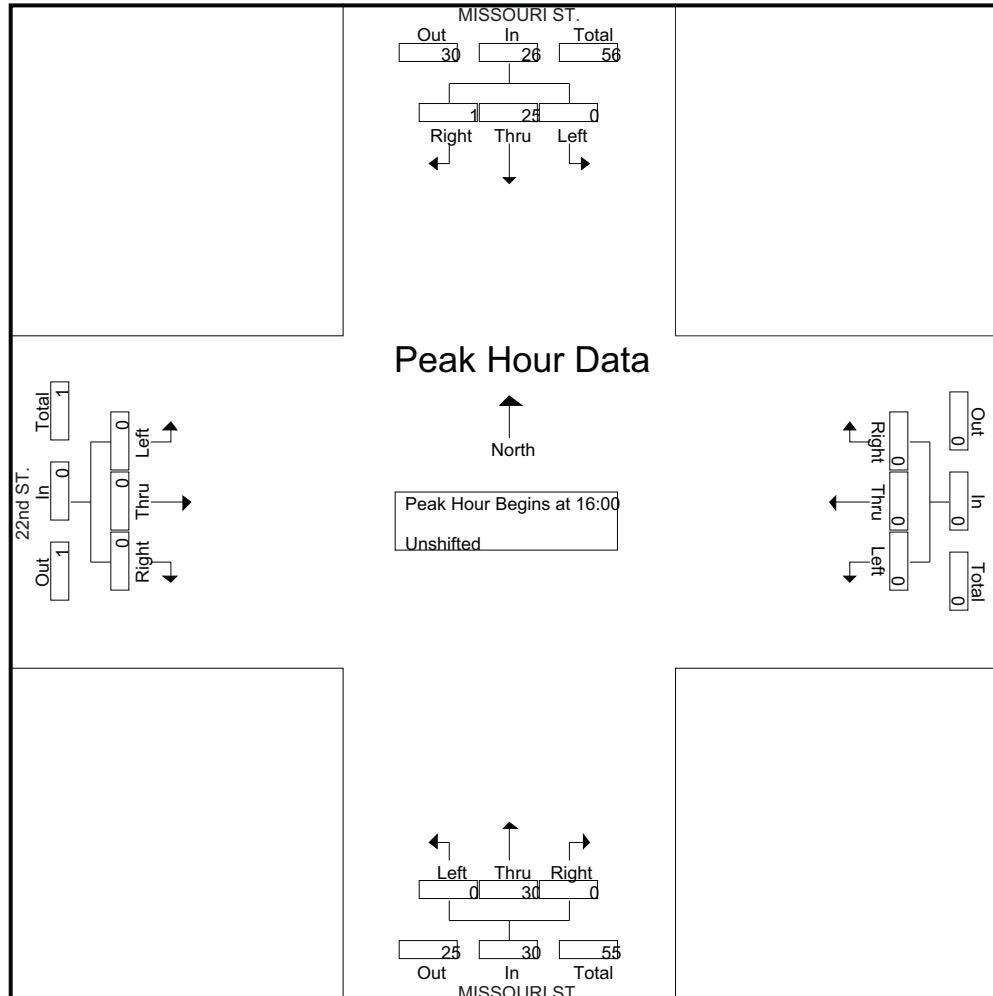 MISSOURI ST.
Out In Total
30 26 56
1 25 0
Right Thru Left
Peak Hour Data
North
Peak Hour Begins at 16:00
Unshifted
22nd ST.
Out In Total
1 0 1
0 0 0
Right Thru Left
Out In Total
0 0 0
Right Thru Left
0 0 0
Left Thru Right
0 30 0
25 30 55
Out In Total
MISSOURI ST.